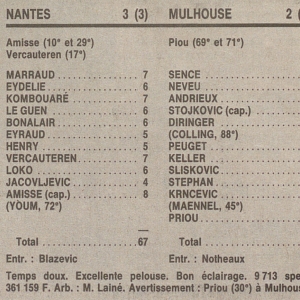 NANTES 3 (3) MULHOUSE 2 (
Amisse (10e et 29e) Piou (69e et 71e)
Vercauteren (17e)
MARRAUD 7 SENCE
EYDELIE 6 NEVEU
KOMBOUARÉ 7 ANDRIEUX
LE GUEN 6 STOJKOVIC (cap.)
BONALAIR 6 DIRINGER
EYRAUD 5 (COLLING, 88e)
HENRY 5 PEUGET
VERCAUTEREN 7 KELLER
LOKO 6 SLISKOVIC
JACOVLJEVIC 4 STEPHAN
AMISSE (cap.) 8 KRNCEVIC
(YOUM, 72e) (MAENNEL, 45e)
PRIOU
Total 67 Total
Entr. : Blazevic Entr. : Notheaux
Temps doux. Excellente pelouse. Bon éclairage. 9 713 spe
361 159 F. Arb. : M. Lainé. Avertissement : Priou (30e) à Mulhous